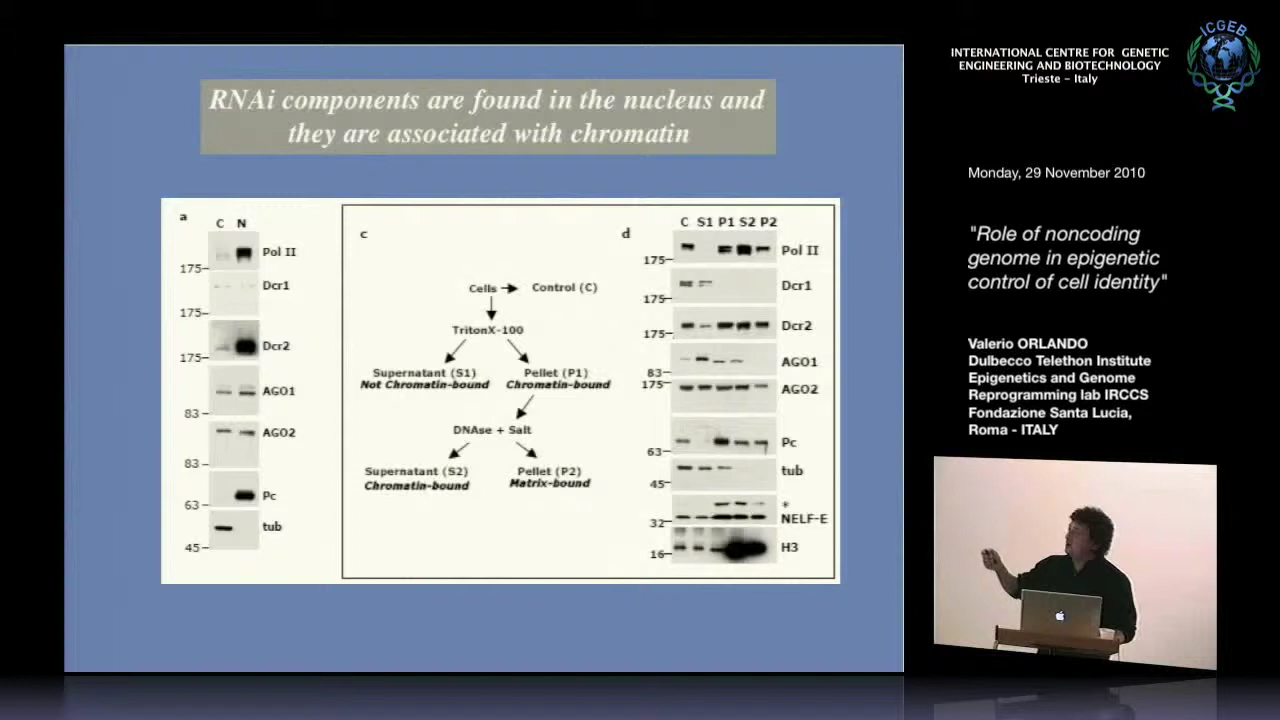 RNAi components are found in the nucleus and
they are associated with chromatin
a
C N
Pol II
175
Dcr1
175
Dcr2
175
AGO1
83
AGO2
83
Pc
63
tub
45
c
Cells
Control (C)
TritonX-100
Supernatant (S1)
Not Chromatin-bound
Pellet (P1)
Chromatin-bound
DNAse + Salt
Supernatant (S2)
Chromatin-bound
Pellet (P2)
Matrix-bound
d
C S1 P1 S2 P2
Pol II
175
Dcr1
175
Dcr2
175
AGO1
83
175
AGO2
Pc
63
tub
45
*
NELF-E
32
H3
16
INTERNATIONAL CENTRE FOR GENETIC
ENGINEERING AND BIOTECHNOLOGY
Trieste - Italy
ICGEB
Monday, 29 November 2010
"Role of noncoding
genome in epigenetic
control of cell identity"
Valerio ORLANDO
Dulbecco Telethon Institute
Epigenetics and Genome
Reprogramming lab IRCCS
Fondazione Santa Lucia,
Roma - ITALY